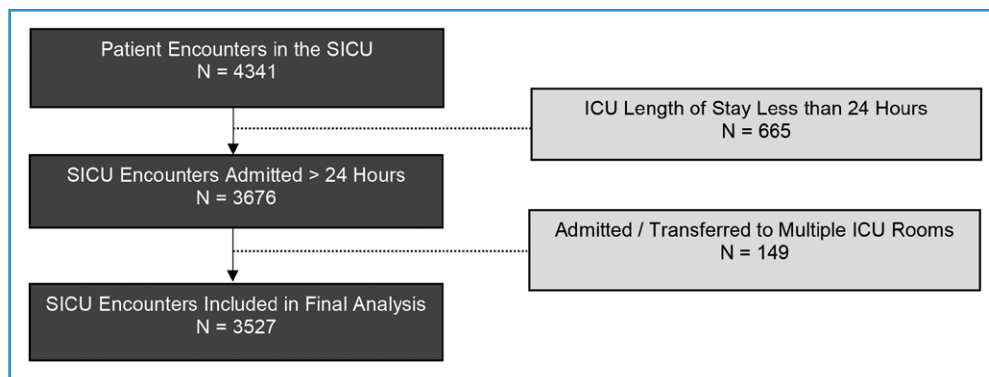 Patient Encounters in the SICU
N = 4341
ICU Length of Stay Less than 24 Hours
N = 665
SICU Encounters Admitted > 24 Hours
N = 3676
Admitted / Transferred to Multiple ICU Rooms
N = 149
SICU Encounters Included in Final Analysis
N = 3527